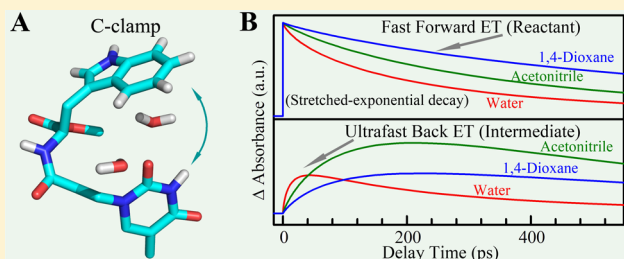 A
C-clamp
B
Δ Absorbance (a.u.)
Fast Forward ET (Reactant)
1,4-Dioxane
Acetonitrile
Water
(Stretched-exponential decay)
Ultrafast Back ET (Intermediate)
Acetonitrile
1,4-Dioxane
Water
0 200 400
Delay Time (ps)